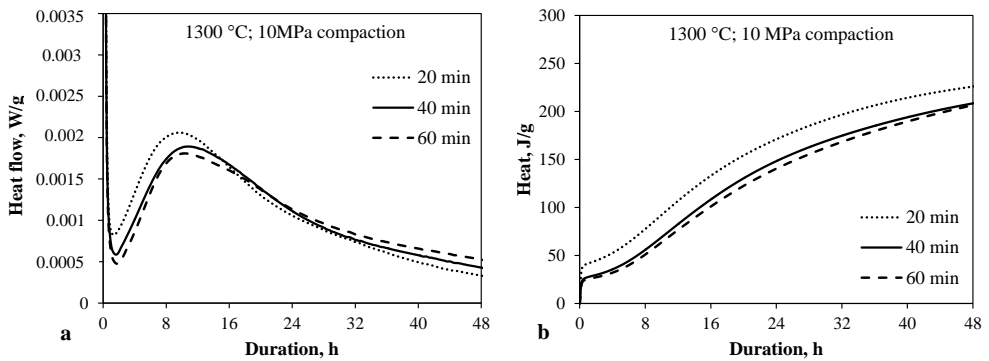 1300 °C; 10MPa compaction
0.0035
0.003
0.0025
0.002
0.0015
0.001
0.0005
0
Heat flow, W/g
20 min
40 min
60 min
0 8 16 24 32 40 48
a
Duration, h
1300 °C; 10 MPa compaction
300
250
200
150
100
50
0
Heat, J/g
20 min
40 min
60 min
0 8 16 24 32 40 48
b
Duration, h